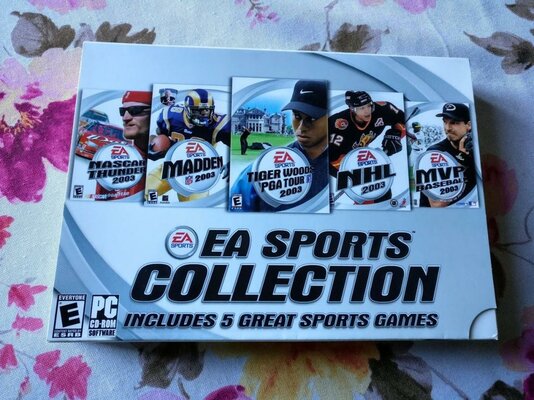 EA SPORTS
NASCAR THUNDER 2003
EA SPORTS
MADDEN NFL 2003
EA SPORTS
TIGER WOODS PGA TOUR 2003
EA SPORTS
NHL 2003
EA SPORTS
MVP BASEBALL 2003
EA SPORTS
EA SPORTS™
COLLECTION
INCLUDES 5 GREAT SPORTS GAMES
EVERYONE
E
ESRB
PC
CD-ROM
SOFTWARE